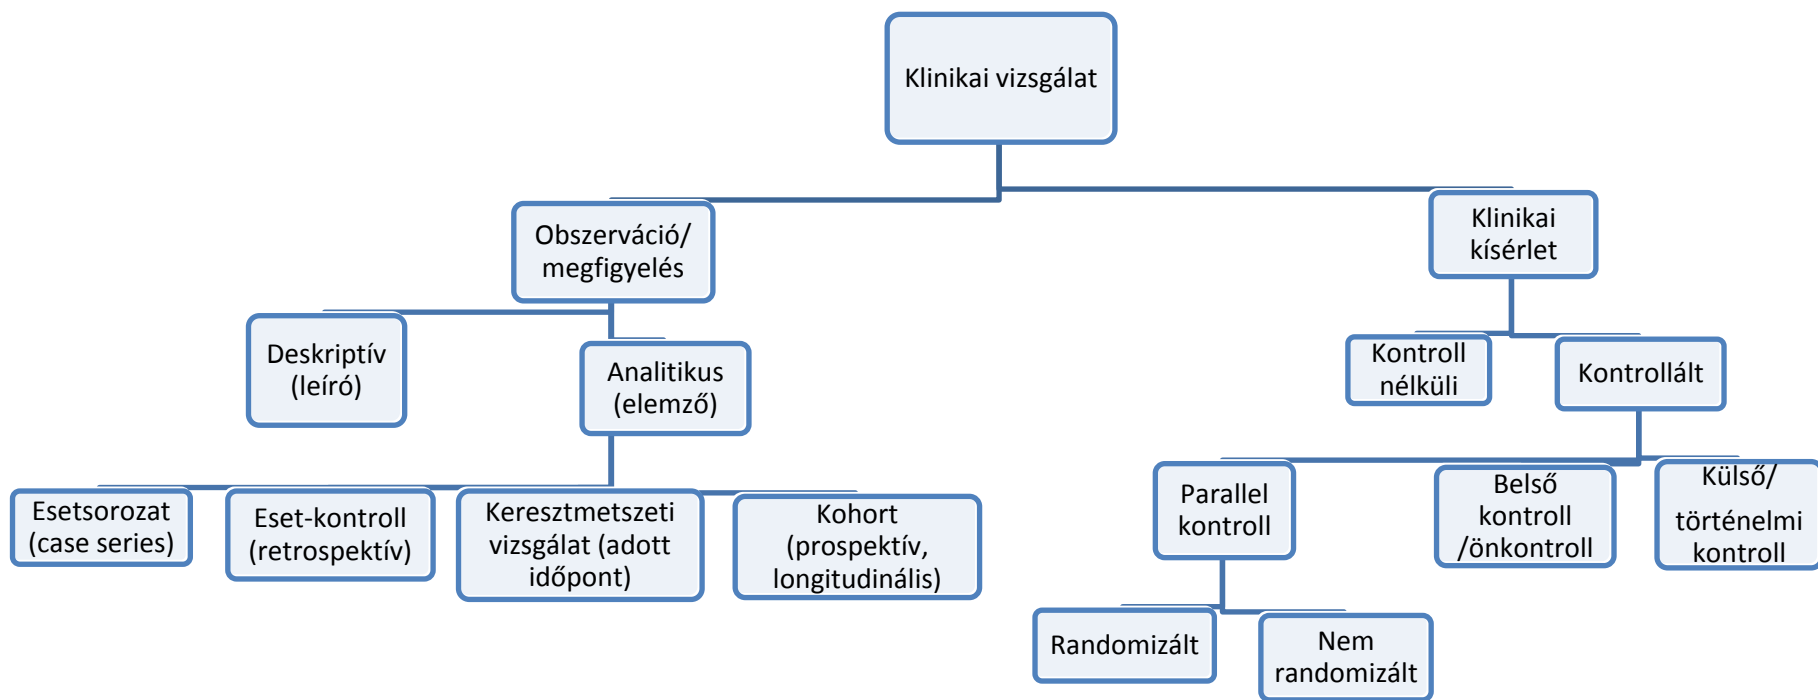 Klinikai vizsgálat
Obszerváció/
megfigyelés
Klinikai
kísérlet
Deskriptív
(leíró)
Analitikus
(elemző)
Kontroll
nélküli
Kontrollált
Esetsorozat
(case series)
Eset-kontroll
(retrospektív)
Keresztmetszeti
vizsgálat (adott
időpont)
Kohort
(prospektív,
longitudinális)
Parallel
kontroll
Belső
kontroll
/önkontroll
Külső/
történelmi
kontroll
Randomizált
Nem
randomizált